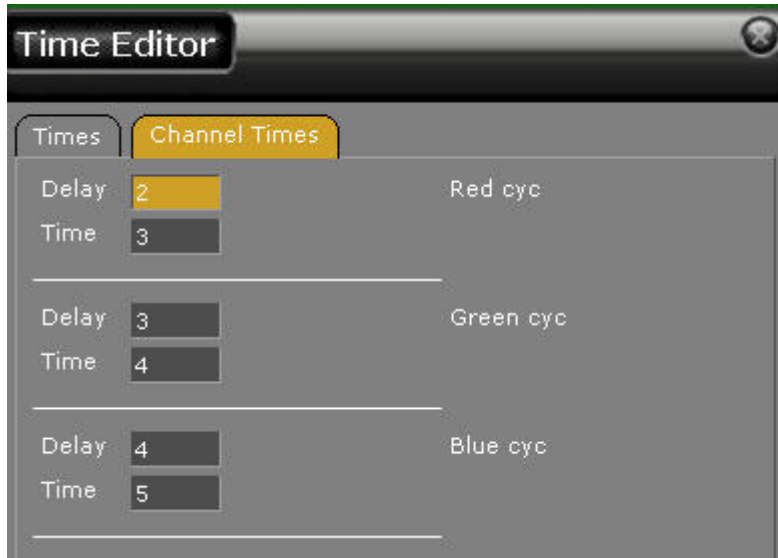 Time Editor
Times Channel Times
Delay 2 Red cyc
Time 3
Delay 3 Green cyc
Time 4
Delay 4 Blue cyc
Time 5